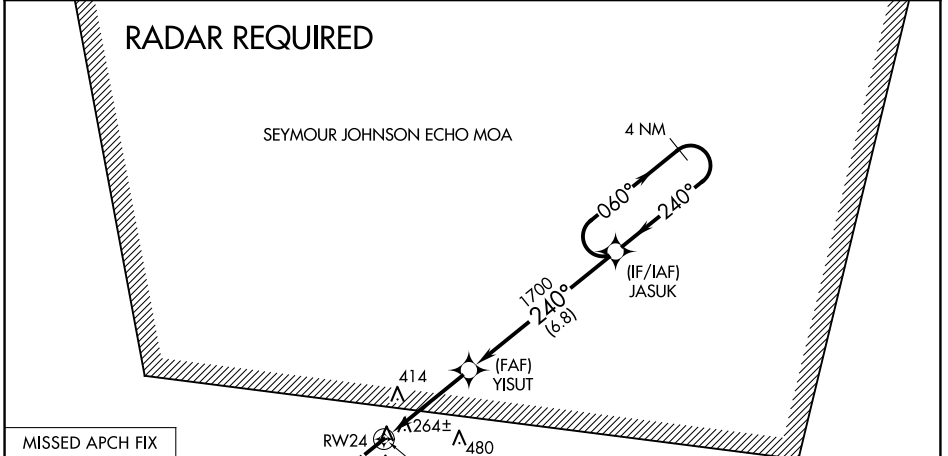 RADAR REQUIRED
SEYMOUR JOHNSON ECHO MOA
4 NM
060°
240°
(IF/IAF)
JASUK
1700
240°
(6.8)
(FAF)
YISUT
414
264±
RW24
480
MISSED APCH FIX